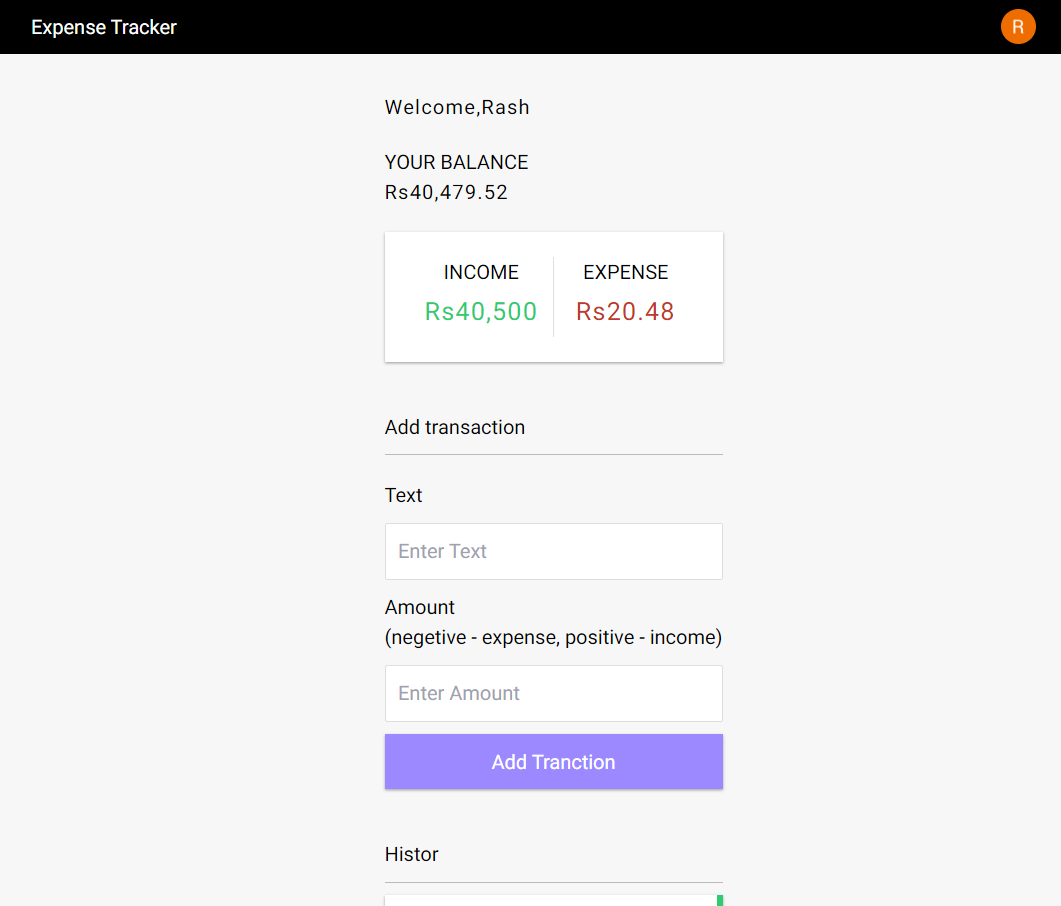 Expense Tracker
R
Welcome,Rash
YOUR BALANCE
Rs40,479.52
INCOME EXPENSE
Rs40,500 Rs20.48
Add transaction
Text
Enter Text
Amount
(negetive - expense, positive - income)
Enter Amount
Add Tranction
Histor